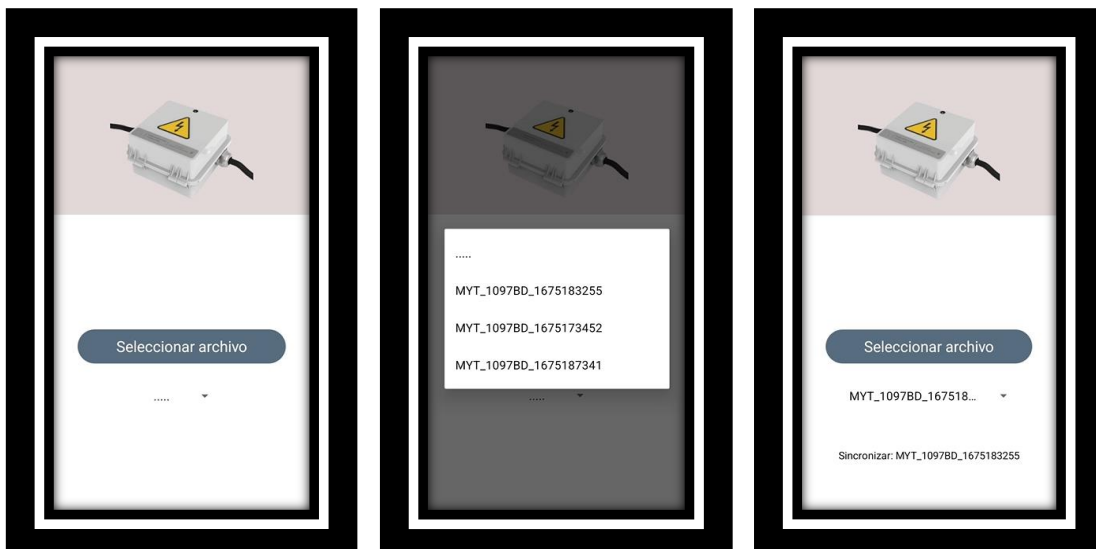 Seleccionar archivo
.....
.....
MYT_1097BD_1675183255
MYT_1097BD_1675173452
MYT_1097BD_1675187341
.....
Seleccionar archivo
MYT_1097BD_167518...
Sincronizar: MYT_1097BD_1675183255